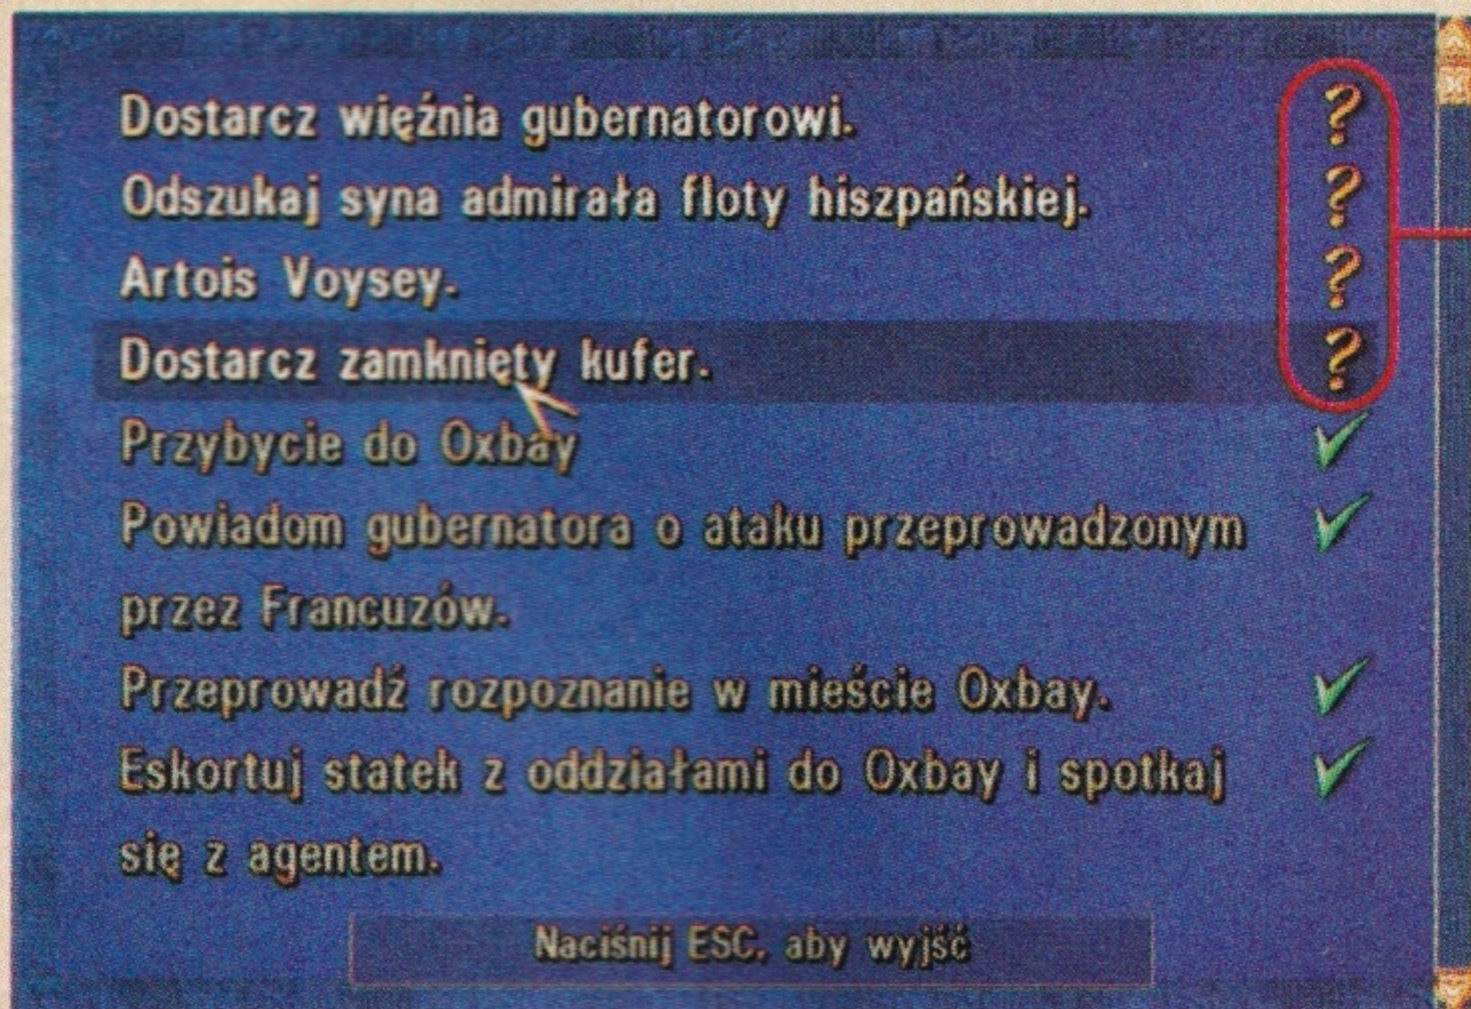 Dostarcz więźnia gubernatorowi. ?
Odszukaj syna admirała floty hiszpańskiej. ?
Artois Voysey. ?
Dostarcz zamknięty kufer. ?
Przybycie do Oxbay
Powiadom gubernatora o ataku przeprowadzonym
przez Francuzów.
Przeprowadź rozpoznanie w mieście Oxbay.
Eskortuj statek z oddziałami do Oxbay i spotkaj
się z agentem.
Naciśnij ESC, aby wyjść